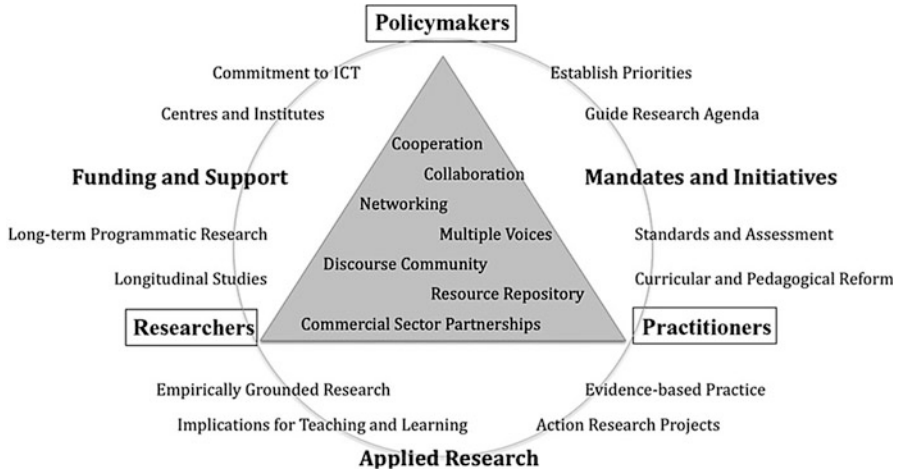 Policymakers
Commitment to ICT
Establish Priorities
Centres and Institutes
Guide Research Agenda
Cooperation
Collaboration
Funding and Support
Mandates and Initiatives
Networking
Long-term Programmatic Research
Multiple Voices
Standards and Assessment
Discourse Community
Longitudinal Studies
Curricular and Pedagogical Reform
Resource Repository
Researchers
Commercial Sector Partnerships
Practitioners
Empirically Grounded Research
Evidence-based Practice
Implications for Teaching and Learning
Action Research Projects
Applied Research